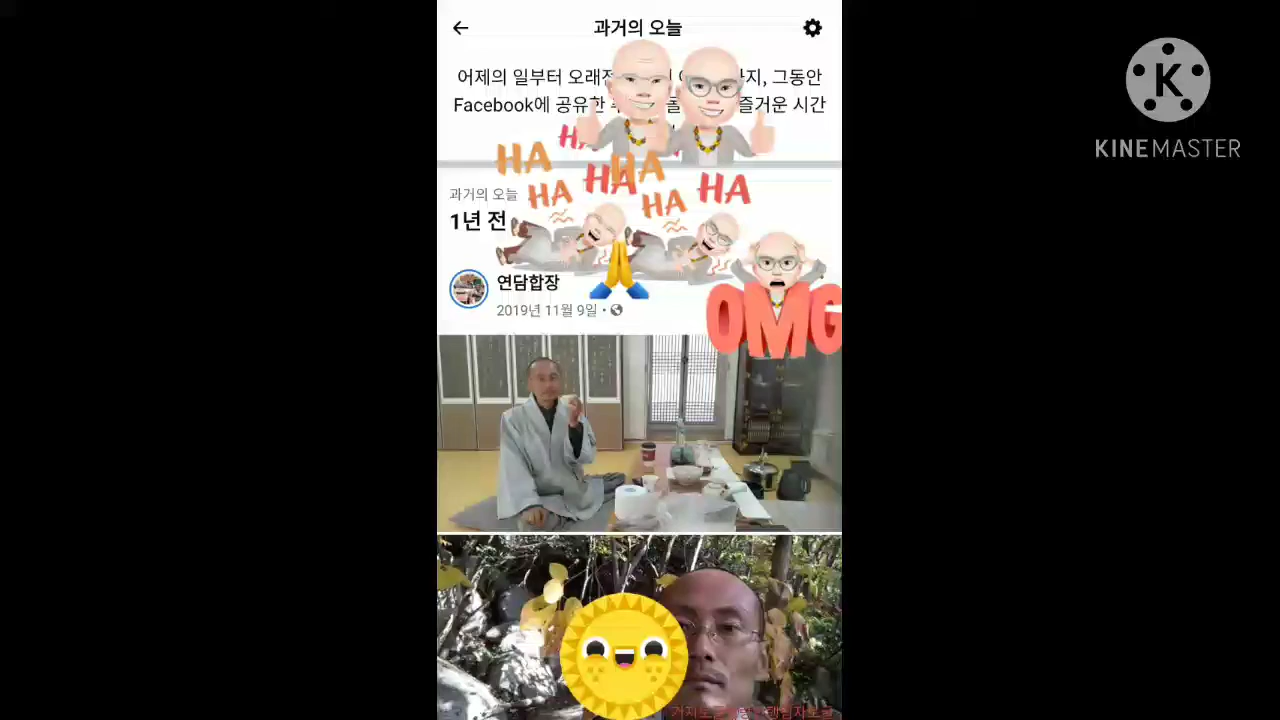 과거의 오늘
어제의 일부터 오래전 그동안
Facebook에 공유한 즐거운 시간
HA
HA
HA
HA
HA
HA
HA
과거의 오늘
1년 전
연담합장
2019년 11월 9일
OMG
K
KINEMASTER